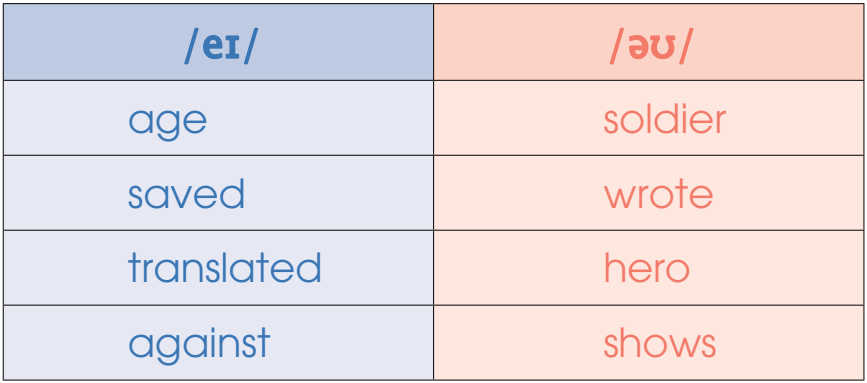 /eɪ/ /əʊ/
age soldier
saved wrote
translated hero
against shows